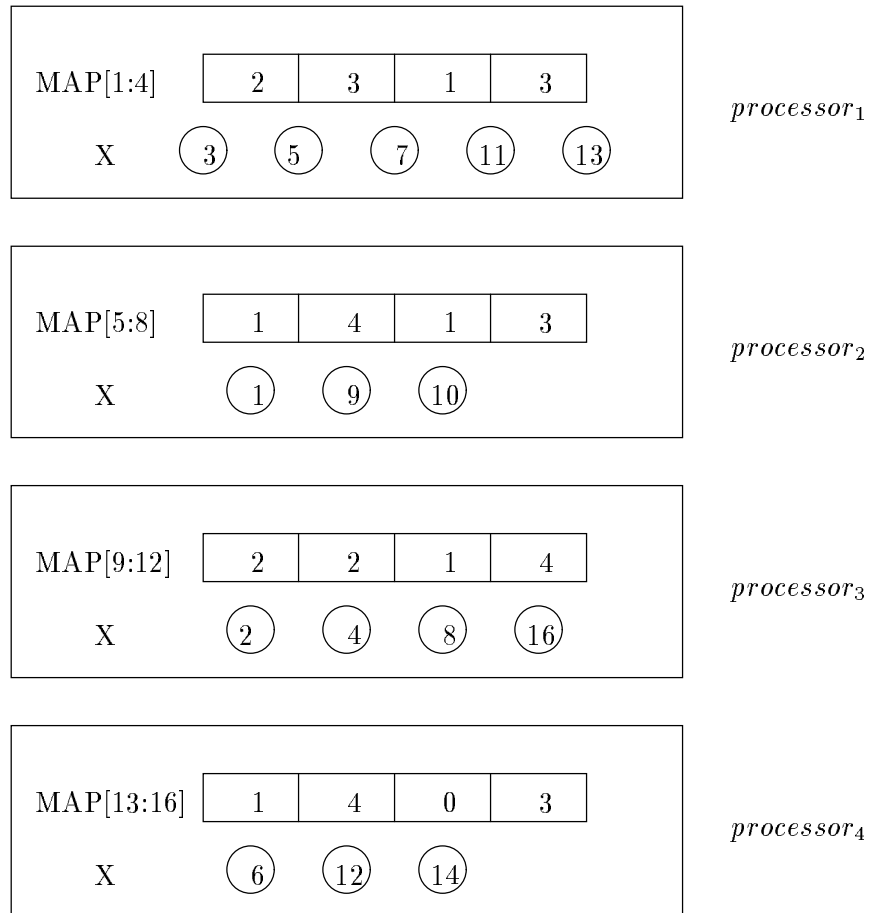 MAP[1:4] 2 3 1 3
processor1
X 3 5 7 11 13
MAP[5:8] 1 4 1 3
processor2
X 1 9 10
MAP[9:12] 2 2 1 4
processor3
X 2 4 8 16
MAP[13:16] 1 4 0 3
processor4
X 6 12 14